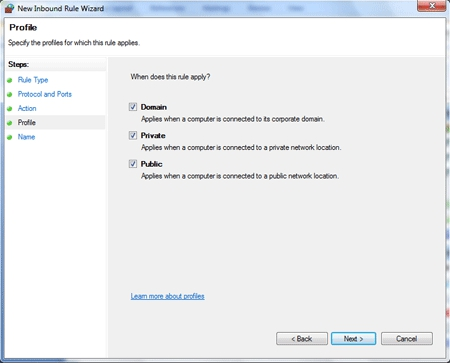 New Inbound Rule Wizard
Profile
Specify the profiles for which this rule applies.
Steps:
Rule Type
Protocol and Ports
Action
Profile
Name
When does this rule apply?
Domain
Applies when a computer is connected to its corporate domain.
Private
Applies when a computer is connected to a private network location.
Public
Applies when a computer is connected to a public network location.
Learn more about profiles
< Back
Next >
Cancel